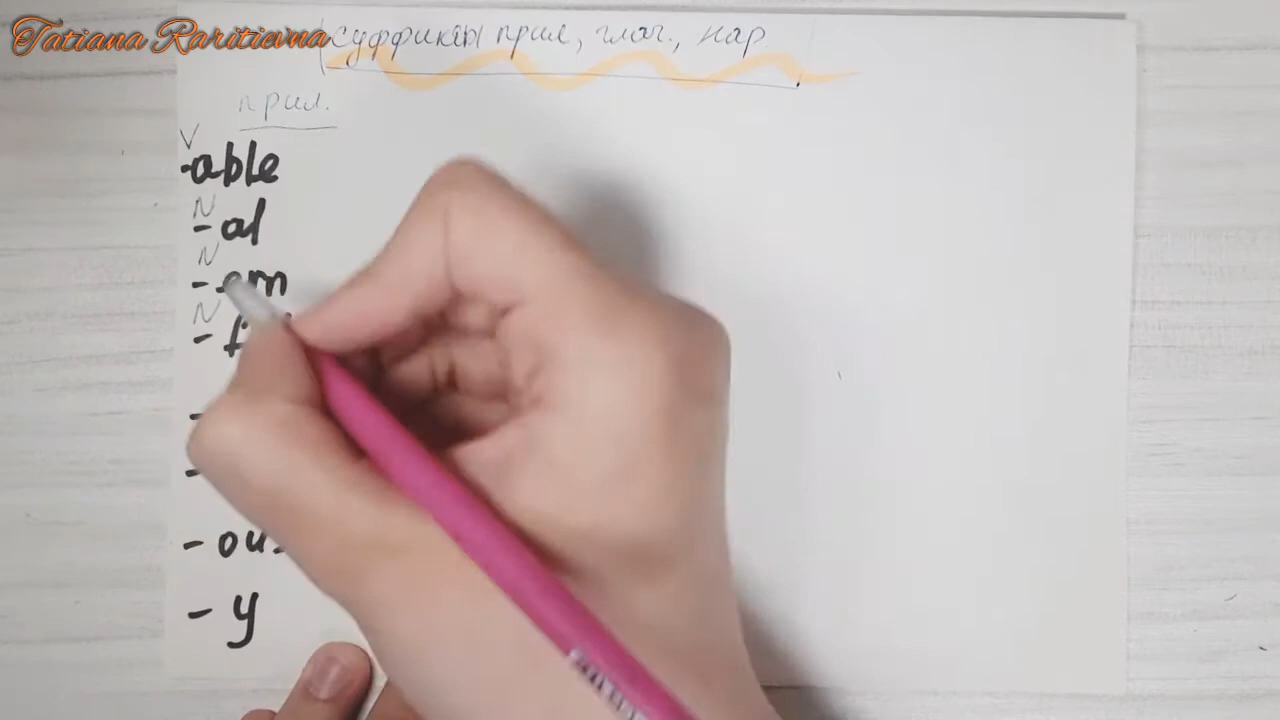 Tatiana Raritievna
суффиксы прил, глаг., нар
прил.
V
-able
N
-al
N
N
-
-
-
- ou
- y